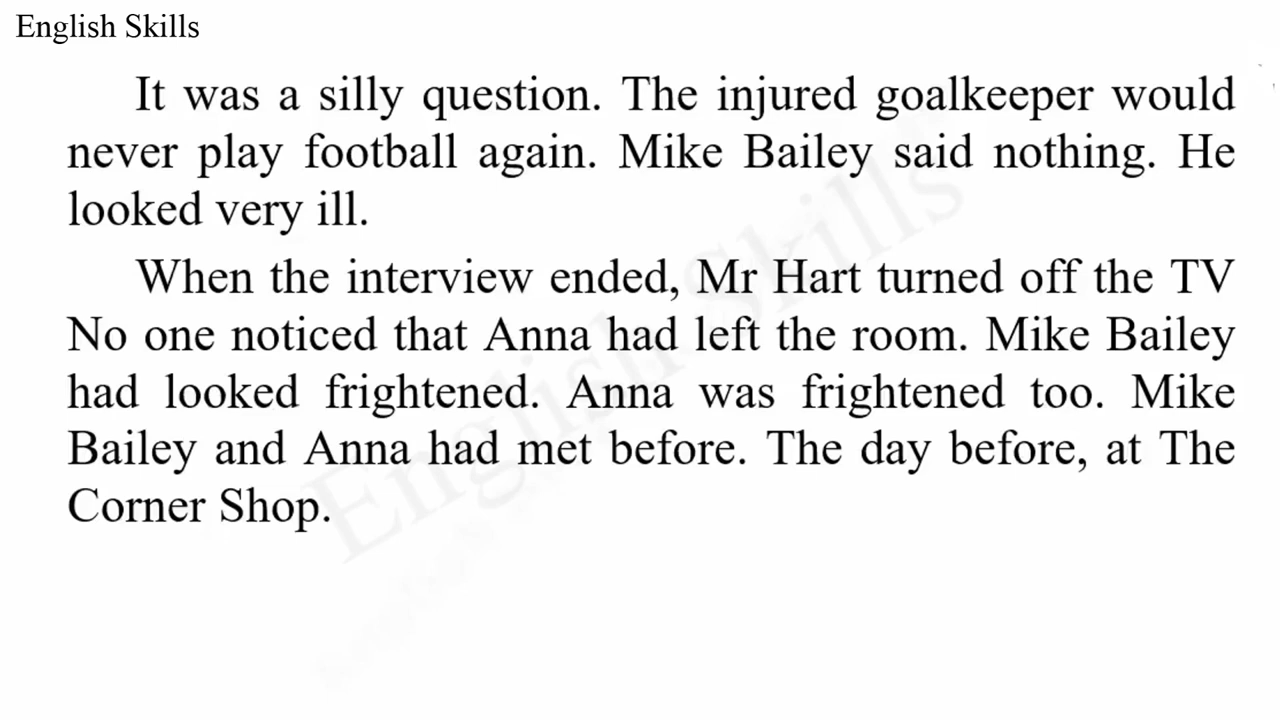 English Skills
It was a silly question. The injured goalkeeper would
never play football again. Mike Bailey said nothing. He
looked very ill.
When the interview ended, Mr Hart turned off the TV
No one noticed that Anna had left the room. Mike Bailey
had looked frightened. Anna was frightened too. Mike
Bailey and Anna had met before. The day before, at The
Corner Shop.
English Skills